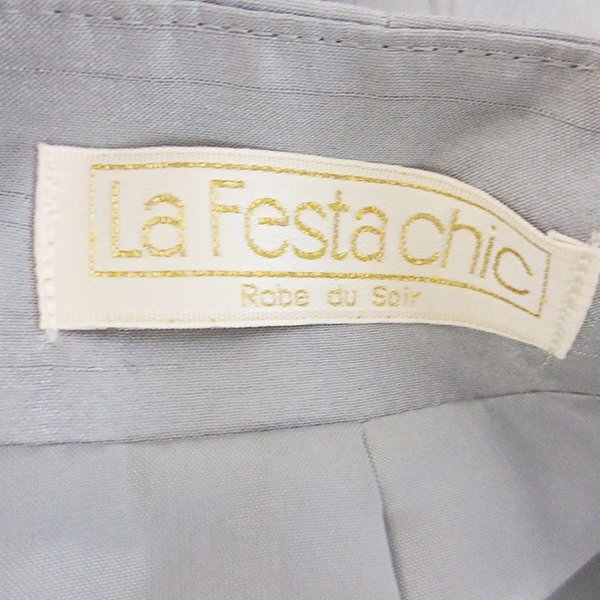 La Festa chic
Robe du Soir